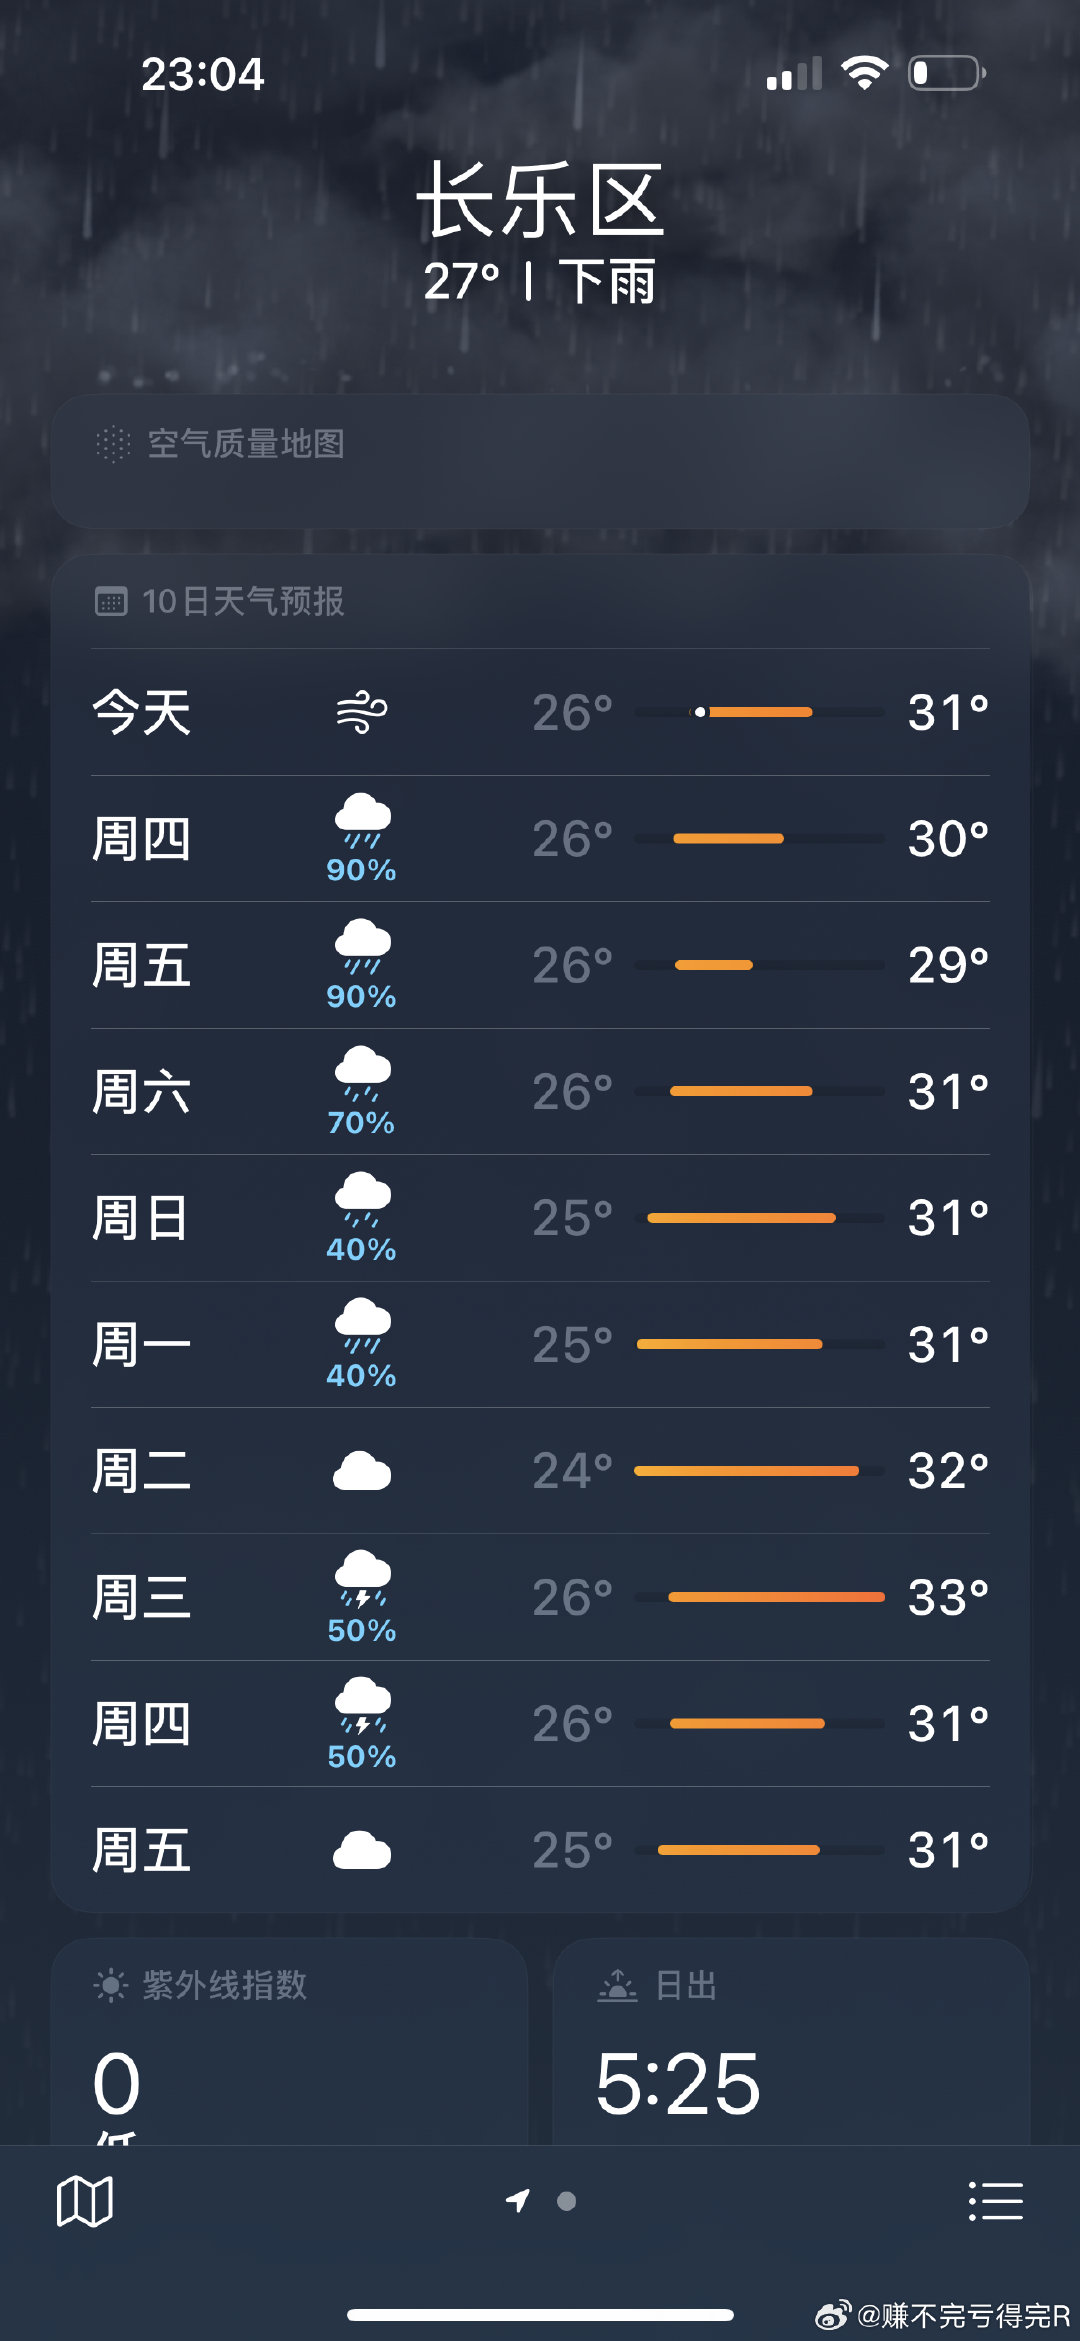 23:04
长乐区
27° | 下雨
空气质量地图
10日天气预报
今天 26° 31°
周四 90% 26° 30°
周五 90% 26° 29°
周六 70% 26° 31°
周日 40% 25° 31°
周一 40% 25° 31°
周二 24° 32°
周三 50% 26° 33°
周四 50% 26° 31°
周五 25° 31°
紫外线指数 日出
0 5:25
@赚不完亏得完R